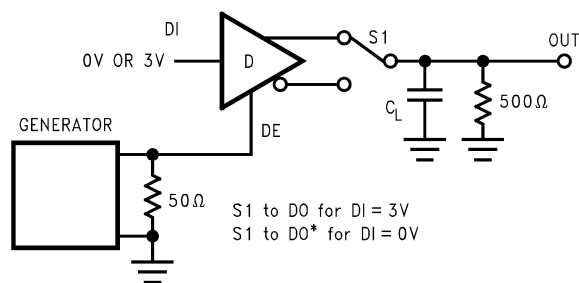 DI
S1
OUT
0V OR 3V
D
C_L
500Ω
DE
GENERATOR
50Ω
S1 to DO for DI = 3V
S1 to DO* for DI = 0V